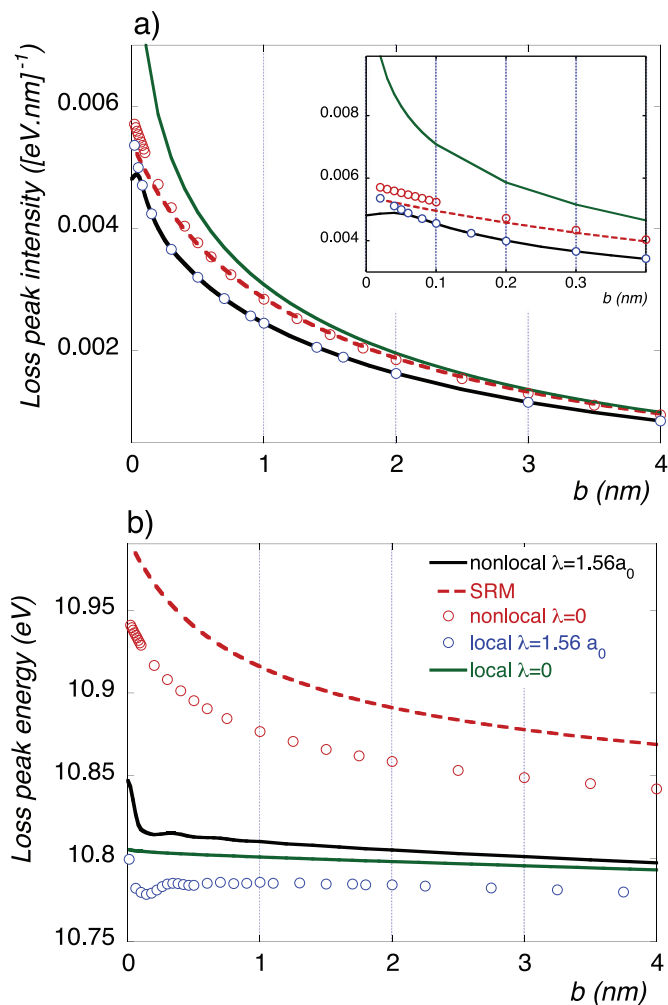 a)
Loss peak intensity ([eV.nm]⁻¹)
0.006
0.004
0.002
0.008
0.006
0.004
0 0.1 0.2 0.3
b (nm)
0 1 2 3 4
b (nm)
b)
Loss peak energy (eV)
10.95
10.9
10.85
10.8
10.75
nonlocal λ=1.56a₀
SRM
nonlocal λ=0
local λ=1.56 a₀
local λ=0
0 1 2 3 4
b (nm)